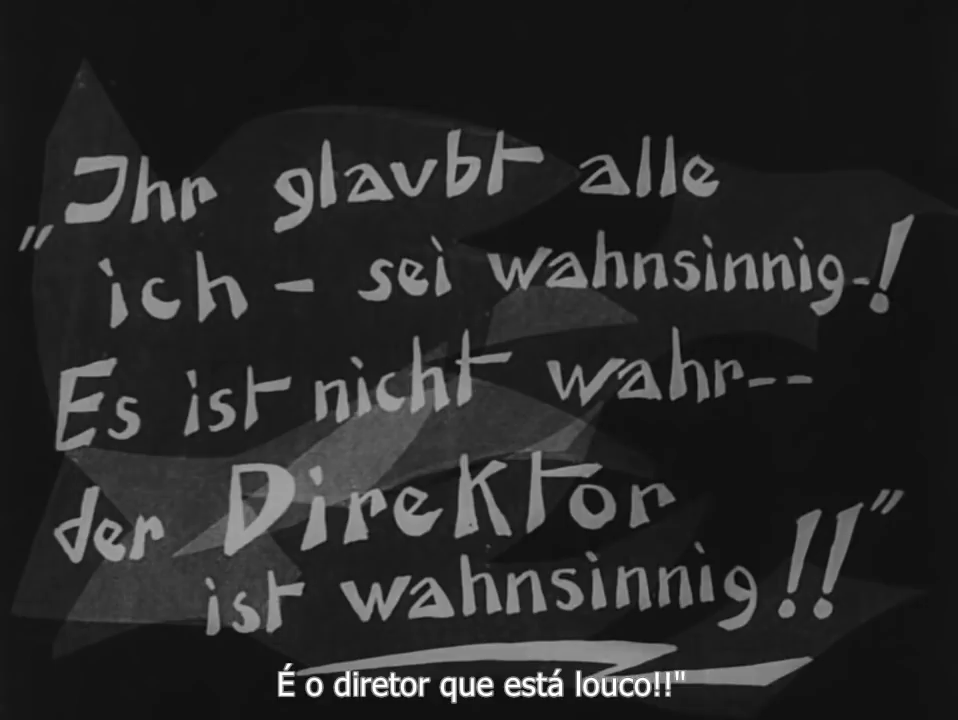 „Ihr glaubt alle
ich - sei wahnsinnig-!
Es ist nicht wahr--
der Direktor
ist wahnsinnig!!"
É o diretor que está louco!!"